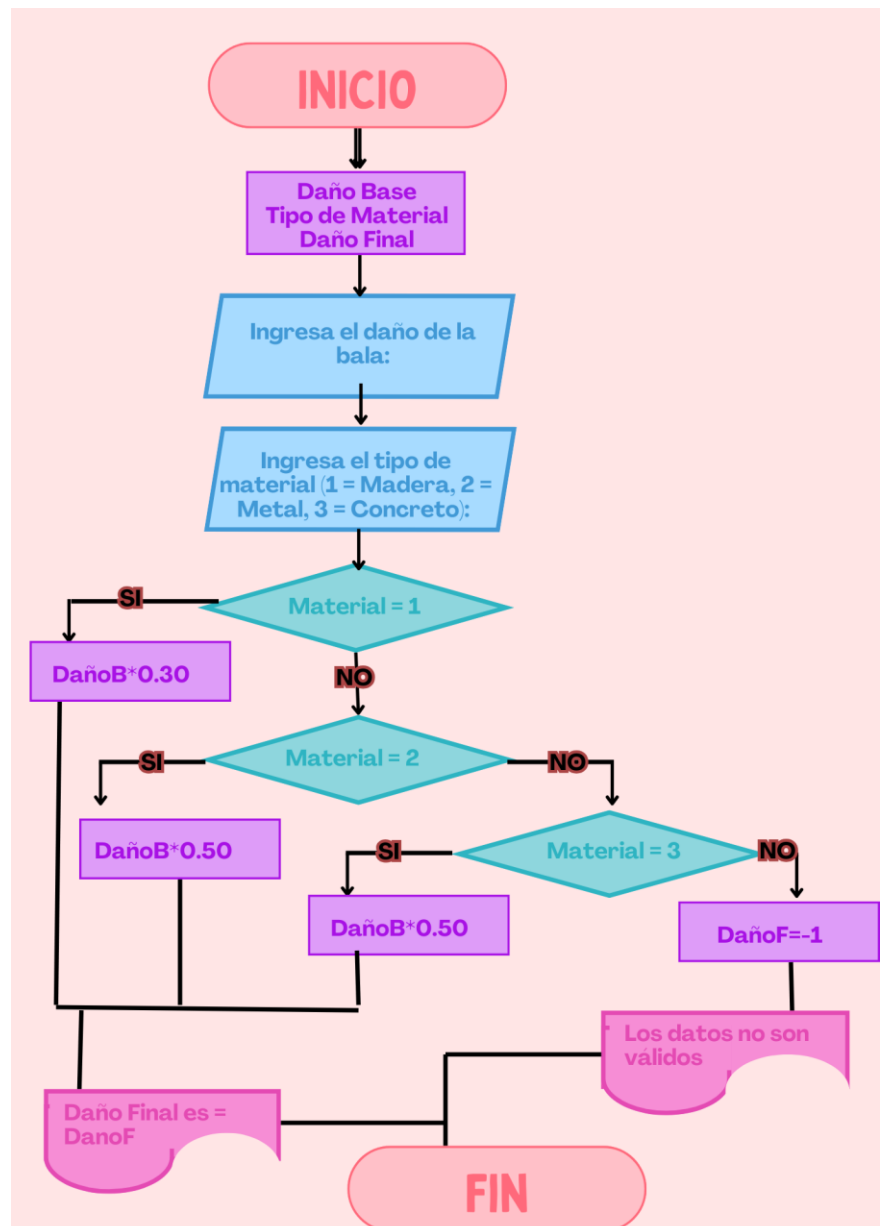 INICIO
Daño Base
Tipo de Material
Daño Final
Ingresa el daño de la
bala:
Ingresa el tipo de
material (1 = Madera, 2 =
Metal, 3 = Concreto):
Material = 1
SI
DañoB*0.30
NO
Material = 2
SI
NO
DañoB*0.50
Material = 3
SI
NO
DañoB*0.50
DañoF=-1
Los datos no son
válidos
Daño Final es =
DanoF
FIN